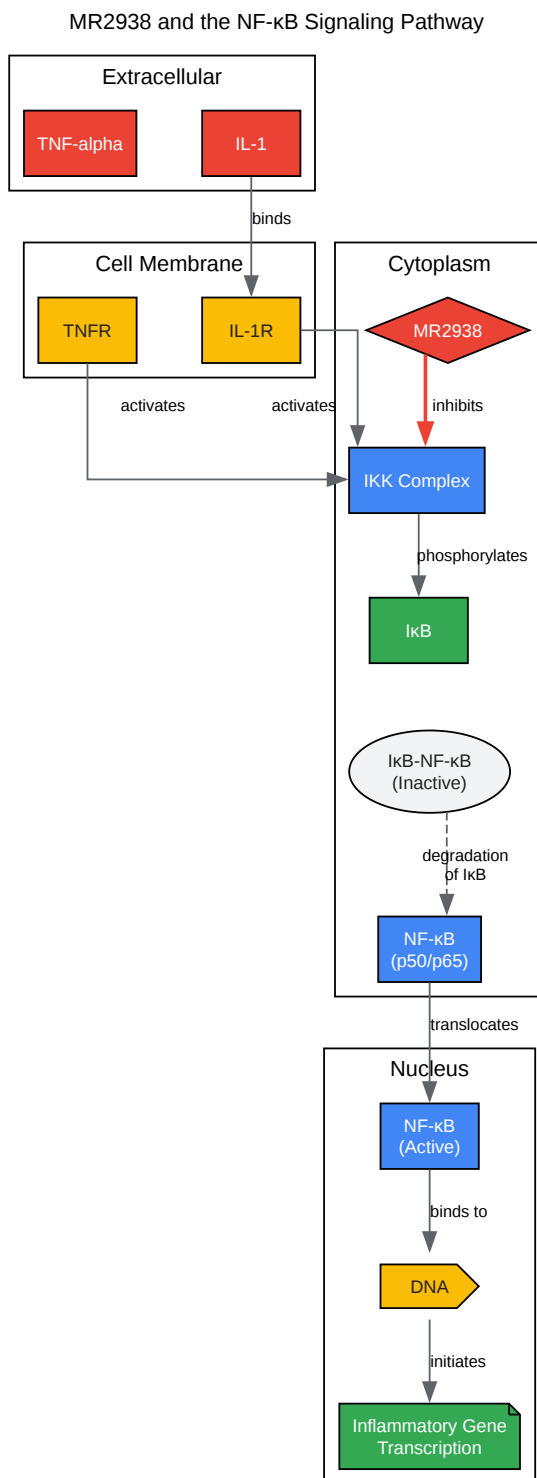 MR2938 and the NF-κB Signaling Pathway
Extracellular
TNF-alpha
IL-1
binds
Cell Membrane
TNFR
IL-1R
Cytoplasm
MR2938
activates
activates
inhibits
IKK Complex
phosphorylates
IκB
IκB-NF-κB
(Inactive)
degradation
of IκB
NF-κB
(p50/p65)
translocates
Nucleus
NF-κB
(Active)
binds to
DNA
initiates
Inflammatory Gene
Transcription